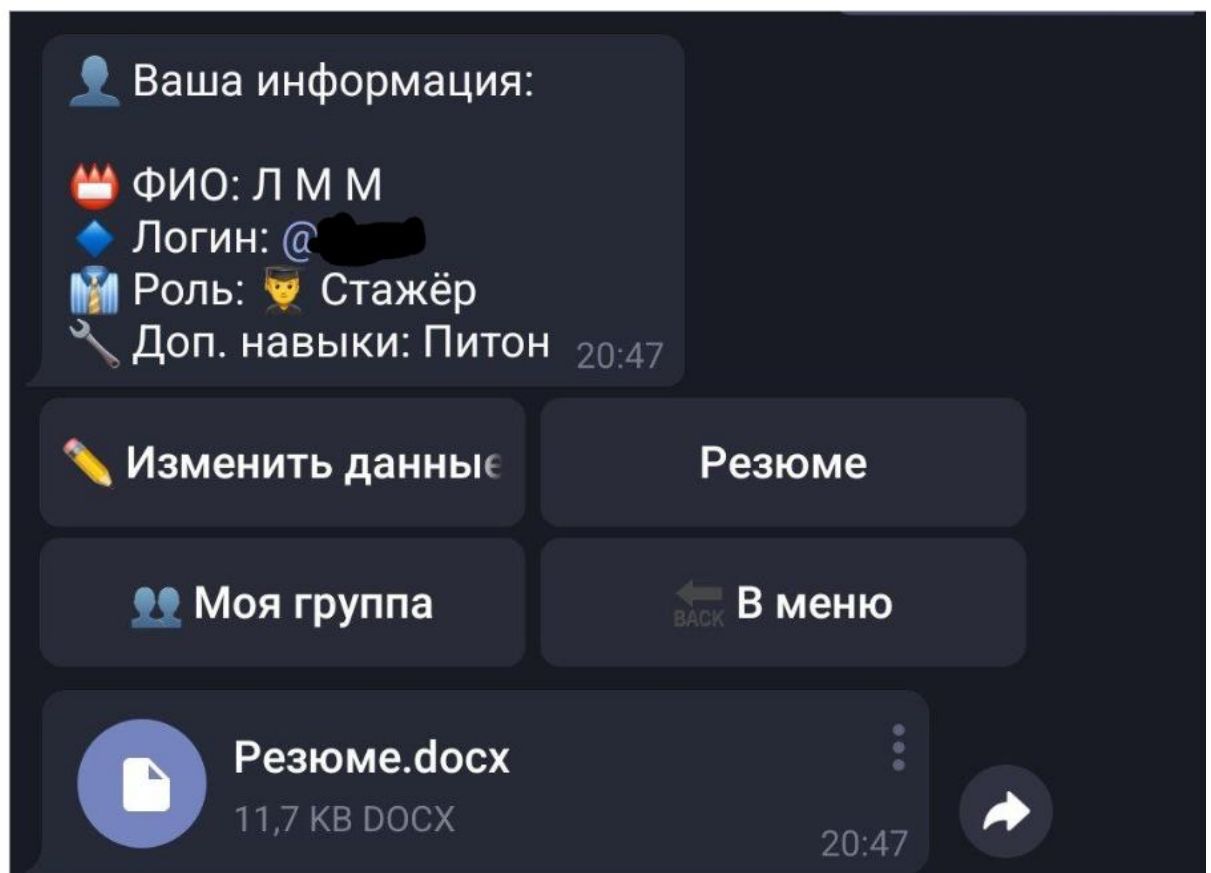 👤 Ваша информация:
📛 ФИО: Л М М
🔹 Логин: @
👔 Роль: 👨‍🎓 Стажёр
🔧 Доп. навыки: Питон 20:47
✏️ Изменить данные
Резюме
👥 Моя группа
BACK В меню
Резюме.docx
11,7 KB DOCX
20:47